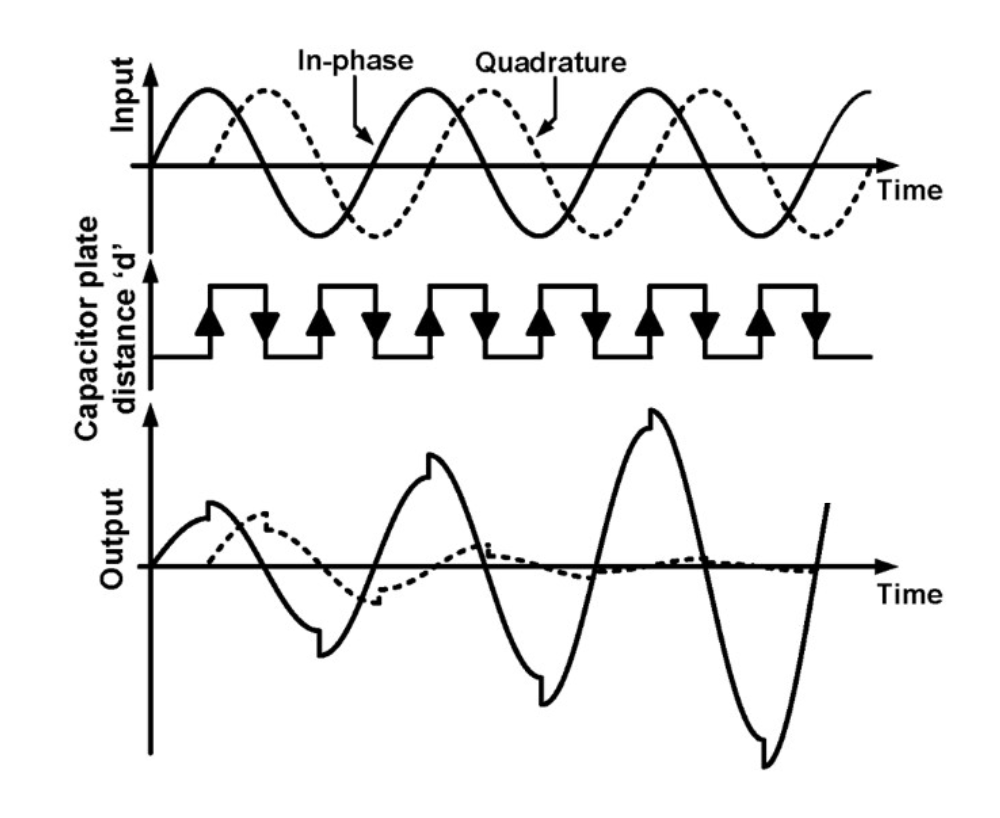 In-phase
Quadrature
Input
Time
Capacitor plate
distance ‘d’
Output
Time